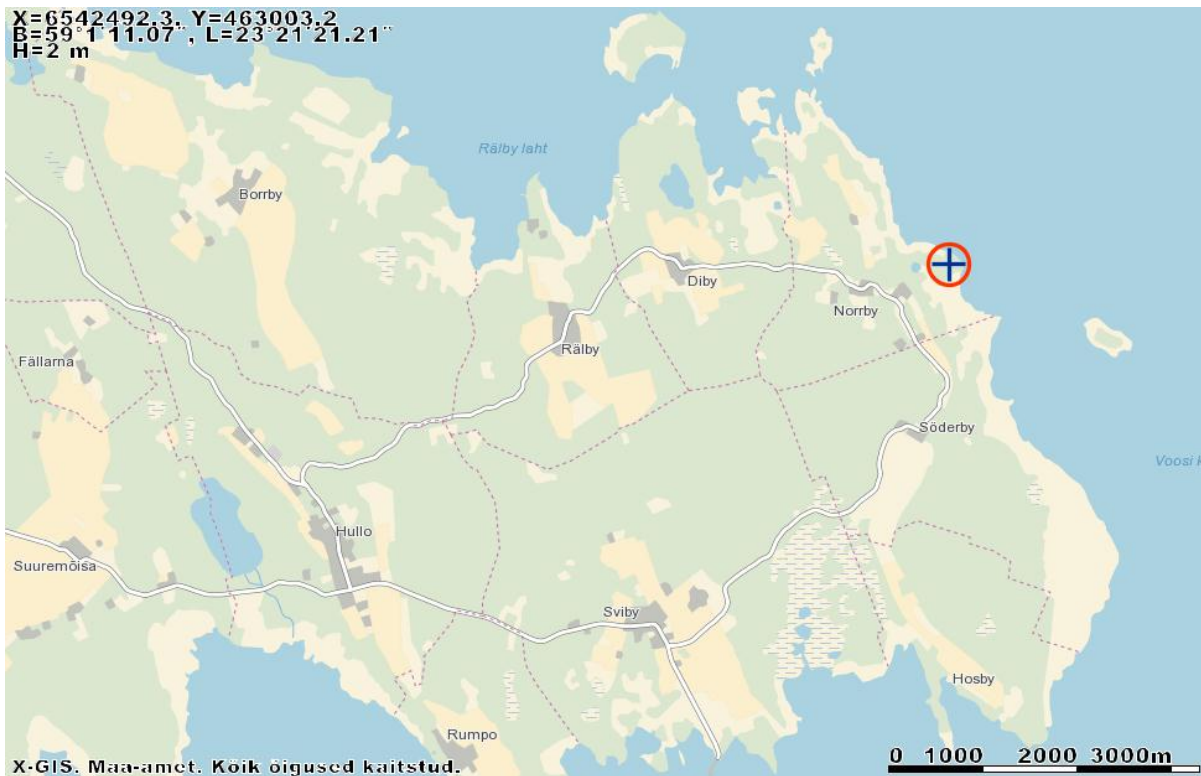 X=6542492.3, Y=463003.2
B=59°1'11.07", L=23°21'21.21"
H=2 m
Rälby laht
Borrby
Diby
Norrby
Rälby
Fällarna
Söderby
Voosi k
Hullo
Suuremõisa
Sviby
Hosby
Rumpo
0 1000 2000 3000m
X-GIS. Maa-amet. Kõik õigused kaitstud.